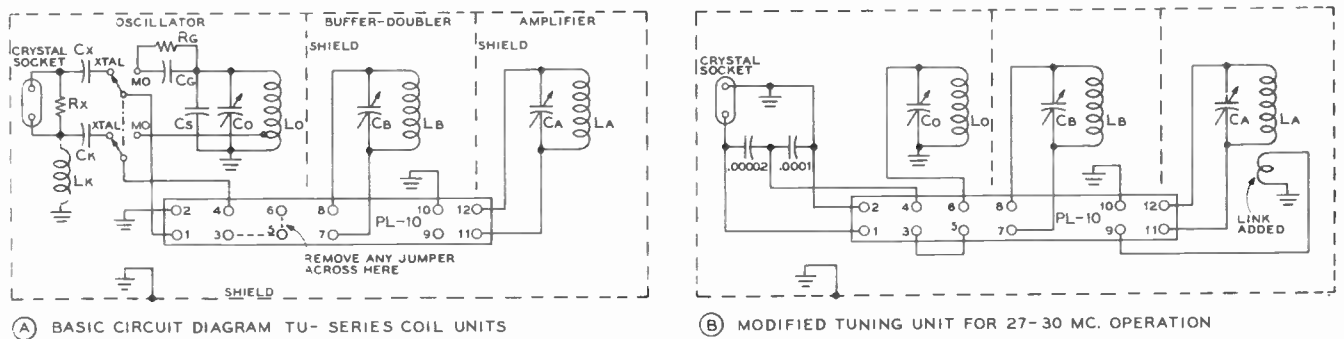 OSCILLATOR
BUFFER-DOUBLER
AMPLIFIER
SHIELD
SHIELD
CRYSTAL
SOCKET
CX
XTAL
RG
MO
CG
RX
XTAL
MO
CS
CO
LO
CB
LB
CA
LA
CK
LK
2 4 6 8 10 12
PL-10
1 3 5 7 9 11
REMOVE ANY JUMPER
ACROSS HERE
SHIELD
A BASIC CIRCUIT DIAGRAM TU- SERIES COIL UNITS
CRYSTAL
SOCKET
CO
LO
CB
LB
CA
LA
.00002
.0001
2 4 6 8 10 12
PL-10
1 3 5 7 9 11
LINK
ADDED
B MODIFIED TUNING UNIT FOR 27-30 MC. OPERATION